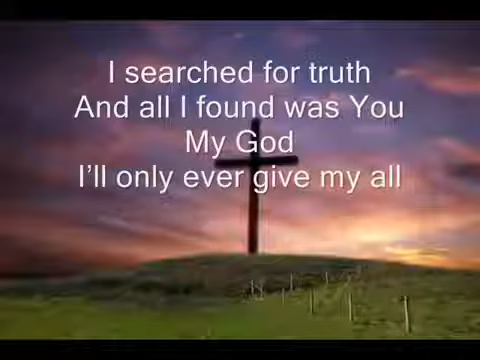 I searched for truth
And all I found was You
My God
I’ll only ever give my all